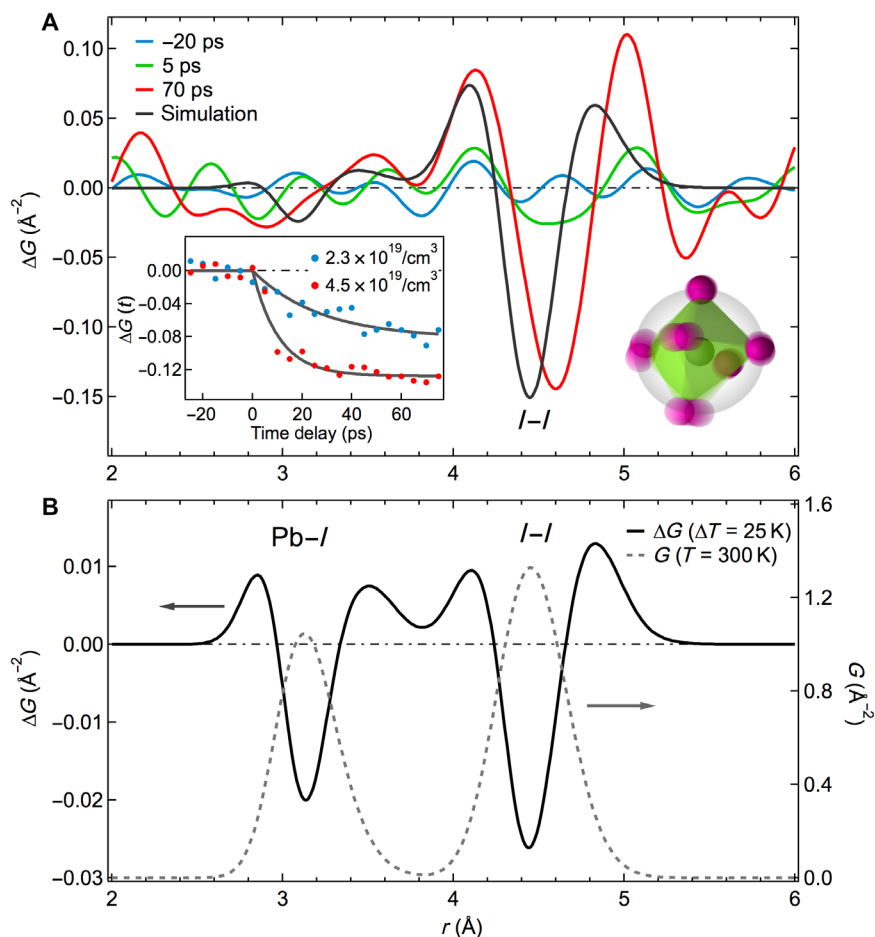 A
−20 ps
5 ps
70 ps
Simulation
ΔG (Å⁻²)
0.10
0.05
0.00
−0.05
−0.10
−0.15
2.3 × 10¹⁹/cm³
4.5 × 10¹⁹/cm³
ΔG (t)
0.00
−0.04
−0.08
−0.12
−20 0 20 40 60
Time delay (ps)
I–I
2 3 4 5 6
B
Pb–I
I–I
ΔG (ΔT = 25 K)
G (T = 300 K)
ΔG (Å⁻²)
0.01
0.00
−0.01
−0.02
−0.03
1.6
1.2
0.8
0.4
0.0
G (Å⁻²)
2 3 4 5 6
r (Å)